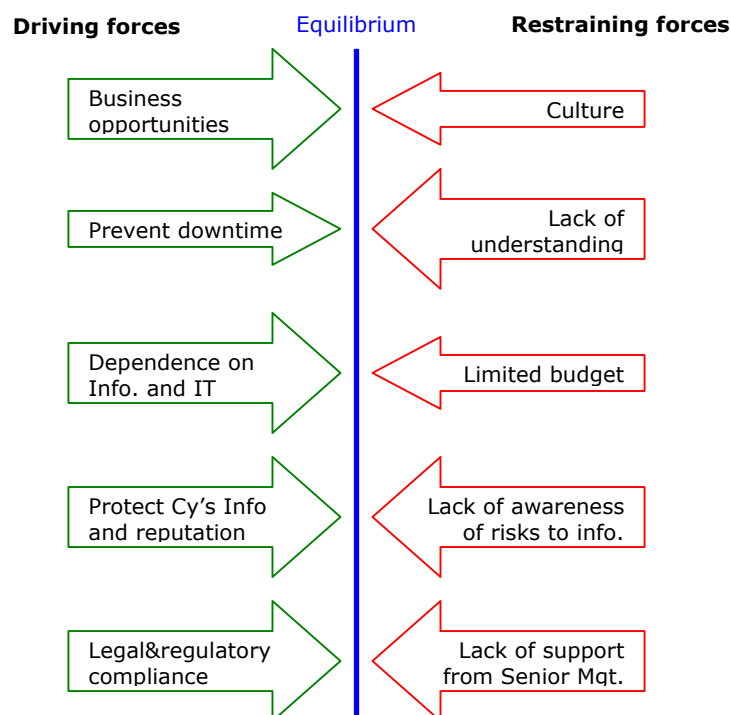 Driving forces
Equilibrium
Restraining forces
Business
opportunities
Culture
Prevent downtime
Lack of
understanding
Dependence on
Info. and IT
Limited budget
Protect Cy’s Info
and reputation
Lack of awareness
of risks to info.
Legal&regulatory
compliance
Lack of support
from Senior Mgt.